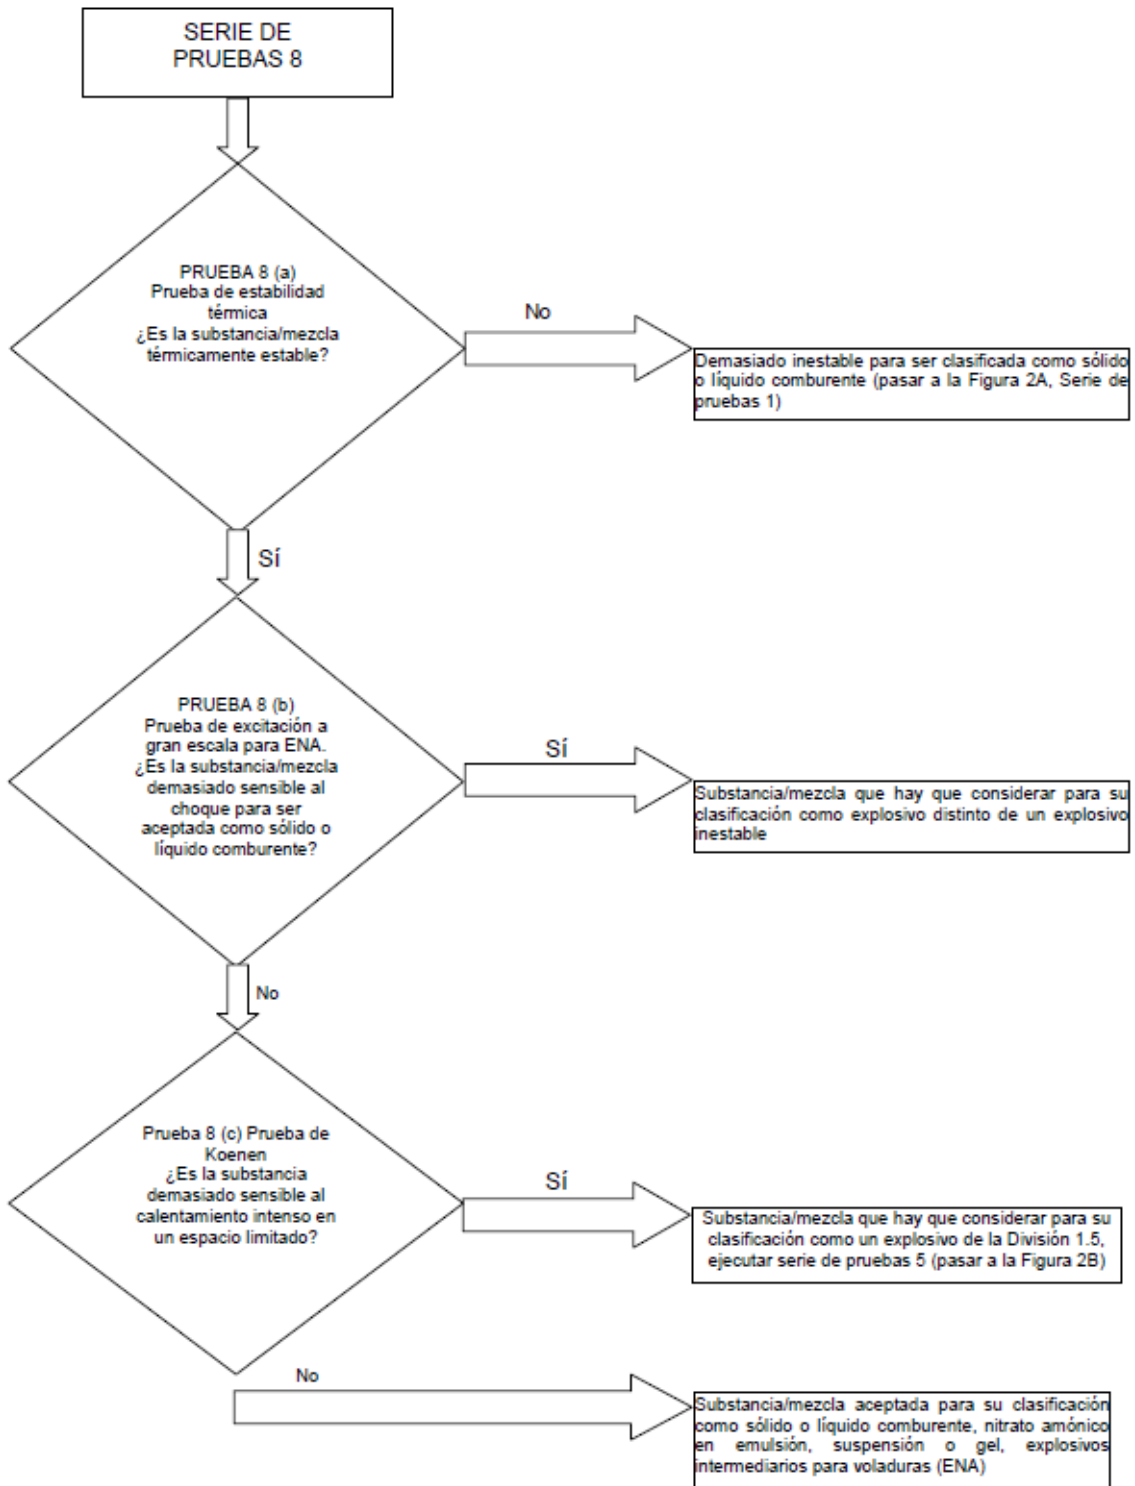 SERIE DE
PRUEBAS 8
PRUEBA 8 (a)
Prueba de estabilidad
térmica
¿Es la substancia/mezcla
térmicamente estable?
No
Demasiado inestable para ser clasificada como sólido
o líquido comburente (pasar a la Figura 2A, Serie de
pruebas 1)
Sí
PRUEBA 8 (b)
Prueba de excitación a
gran escala para ENA.
¿Es la substancia/mezcla
demasiado sensible al
choque para ser
aceptada como sólido o
líquido comburente?
Sí
Substancia/mezcla que hay que considerar para su
clasificación como explosivo distinto de un explosivo
inestable
No
Prueba 8 (c) Prueba de
Koenen
¿Es la substancia
demasiado sensible al
calentamiento intenso en
un espacio limitado?
Sí
Substancia/mezcla que hay que considerar para su
clasificación como un explosivo de la División 1.5,
ejecutar serie de pruebas 5 (pasar a la Figura 2B)
No
Substancia/mezcla aceptada para su clasificación
como sólido o líquido comburente, nitrato amónico
en emulsión, suspensión o gel, explosivos
intermediarios para voladuras (ENA)